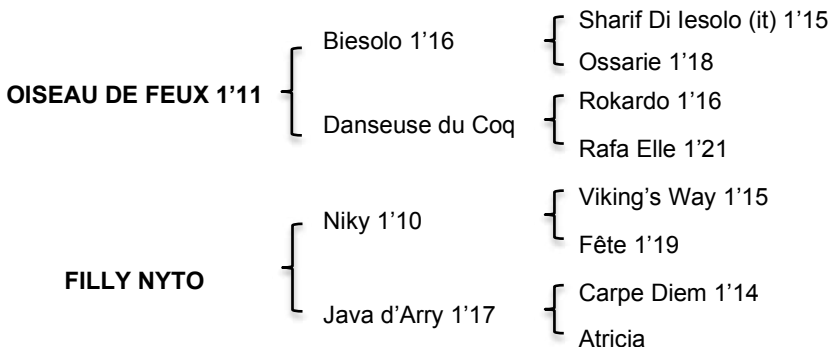 Sharif Di Iesolo (it) 1’15
Biesolo 1’16
Ossarie 1’18
OISEAU DE FEUX 1’11
Rokardo 1’16
Danseuse du Coq
Rafa Elle 1’21
Viking’s Way 1’15
Niky 1’10
Fête 1’19
FILLY NYTO
Carpe Diem 1’14
Java d’Arry 1’17
Atricia